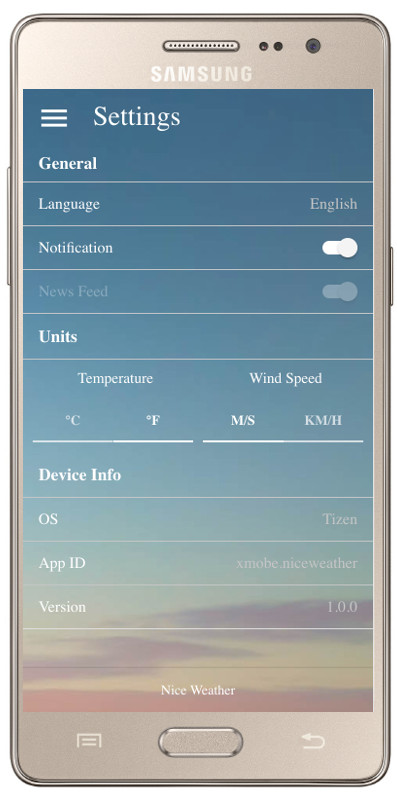 SAMSUNG
Settings
General
Language English
Notification
News Feed
Units
Temperature Wind Speed
°C °F M/S KM/H
Device Info
OS Tizen
App ID xmobe.niceweather
Version 1.0.0
Nice Weather